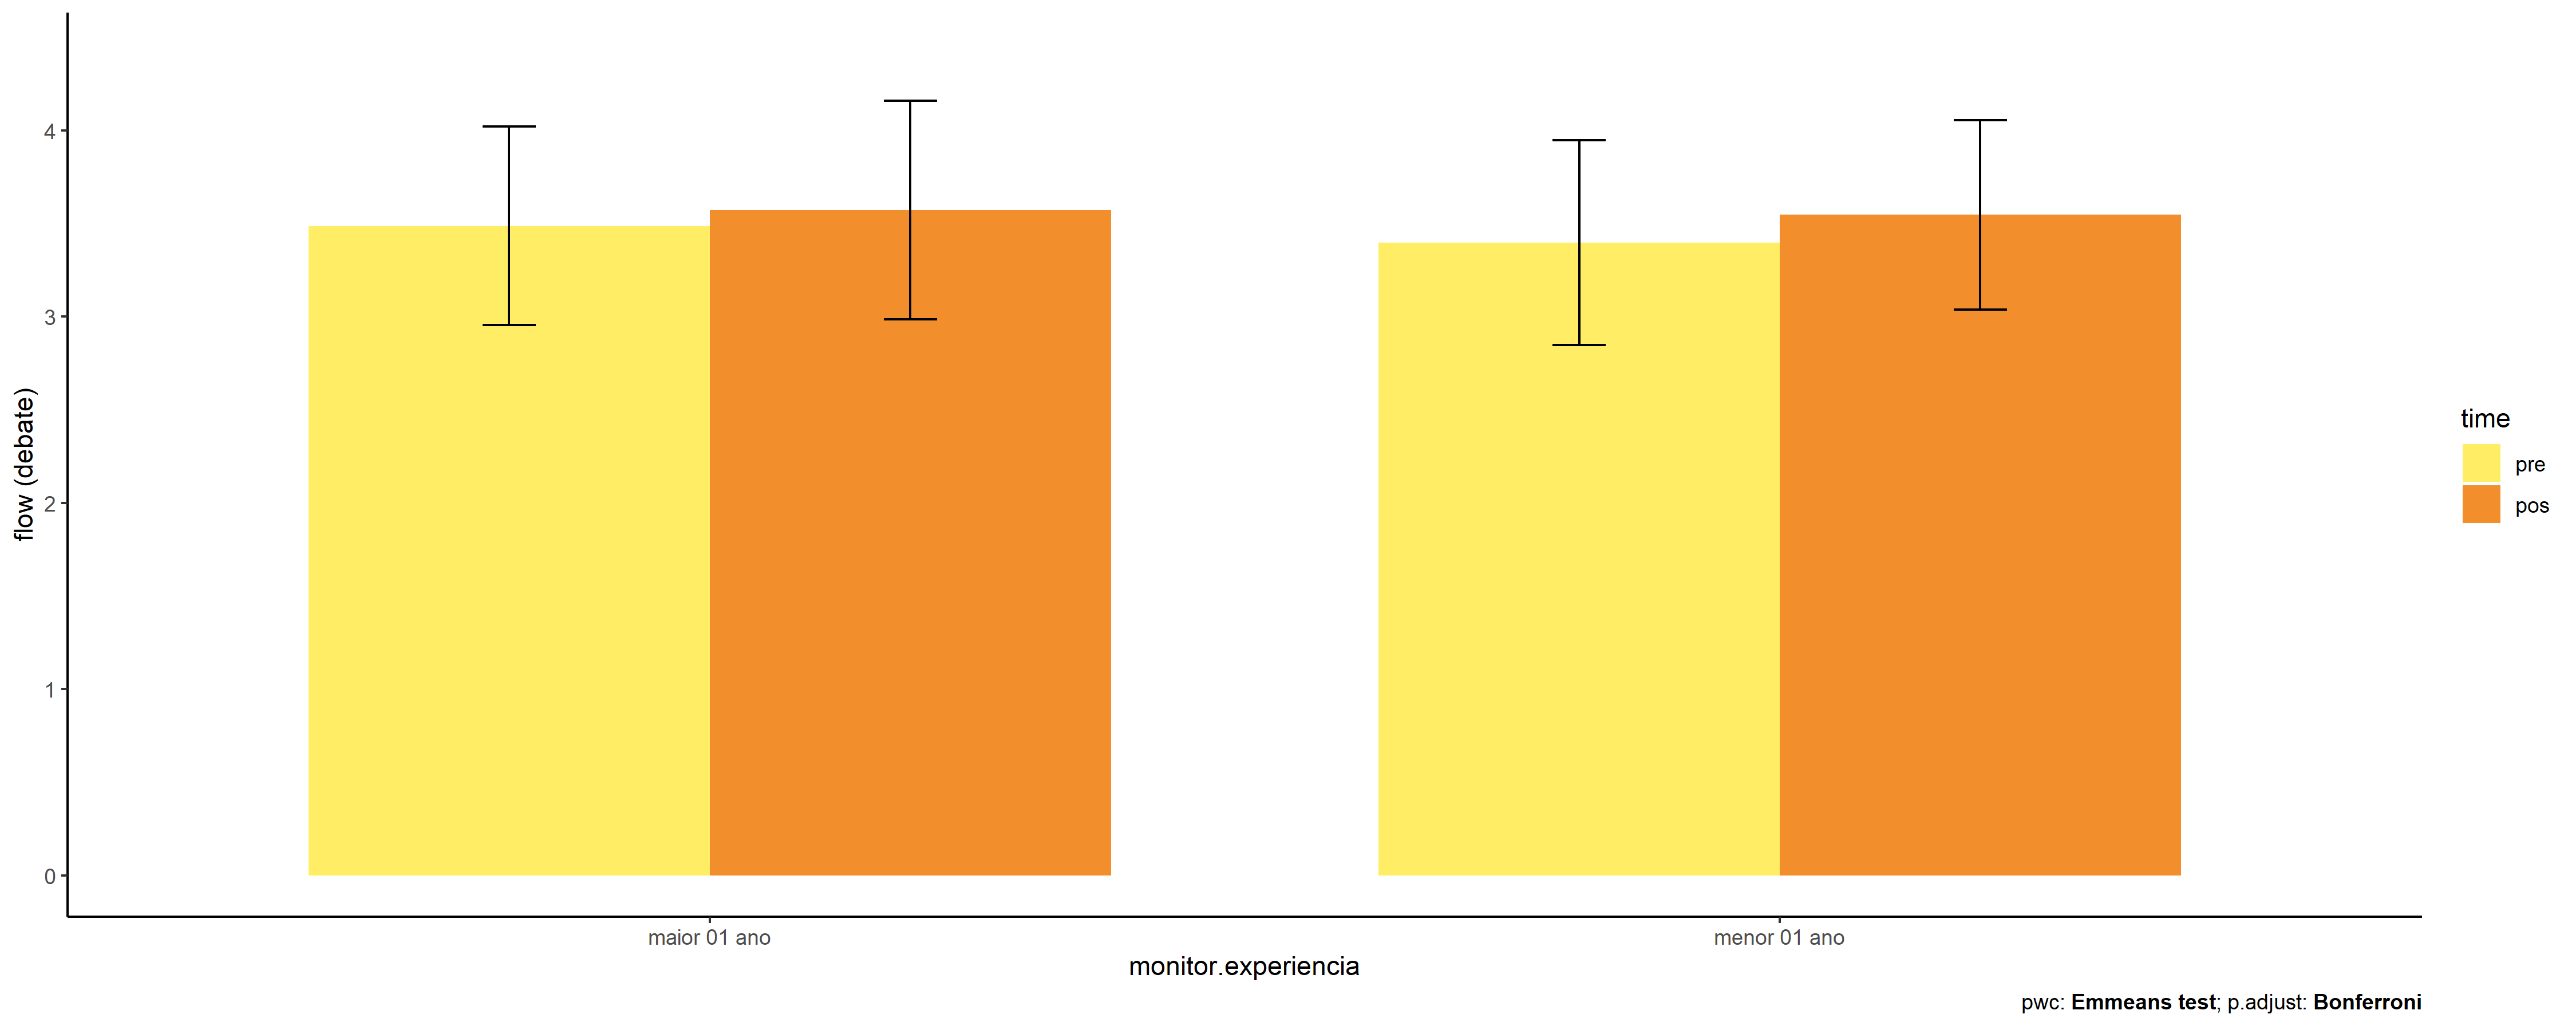 flow (debate)
4
3
2
1
0
maior 01 ano
menor 01 ano
monitor.experiencia
time
pre
pos
pwc: Emmeans test; p.adjust: Bonferroni